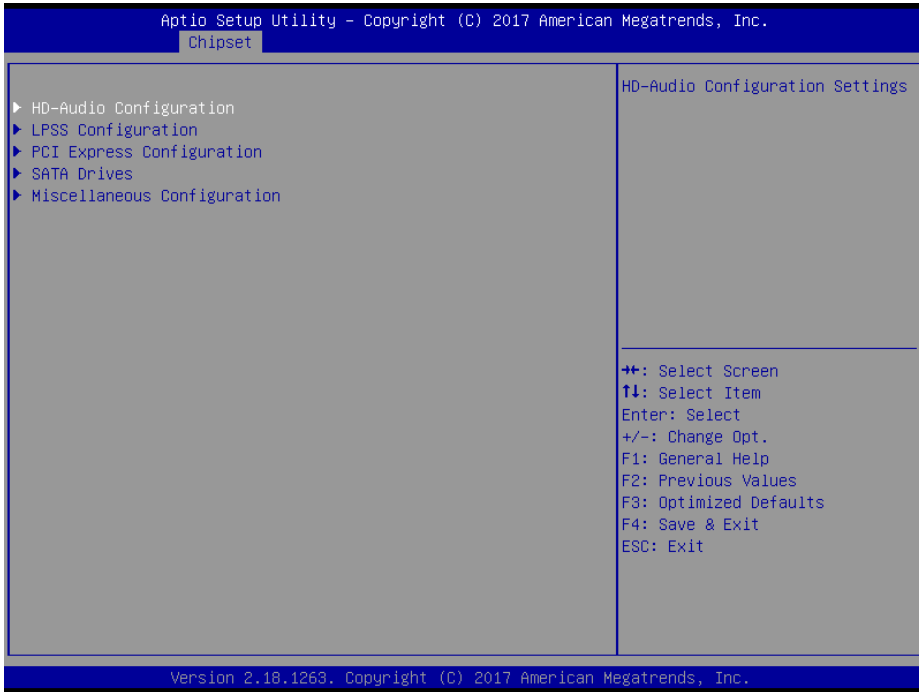 Aptio Setup Utility – Copyright (C) 2017 American Megatrends, Inc.
Chipset
HD-Audio Configuration
LPSS Configuration
PCI Express Configuration
SATA Drives
Miscellaneous Configuration
HD-Audio Configuration Settings
→←: Select Screen
↑↓: Select Item
Enter: Select
+/-: Change Opt.
F1: General Help
F2: Previous Values
F3: Optimized Defaults
F4: Save & Exit
ESC: Exit
Version 2.18.1263. Copyright (C) 2017 American Megatrends, Inc.